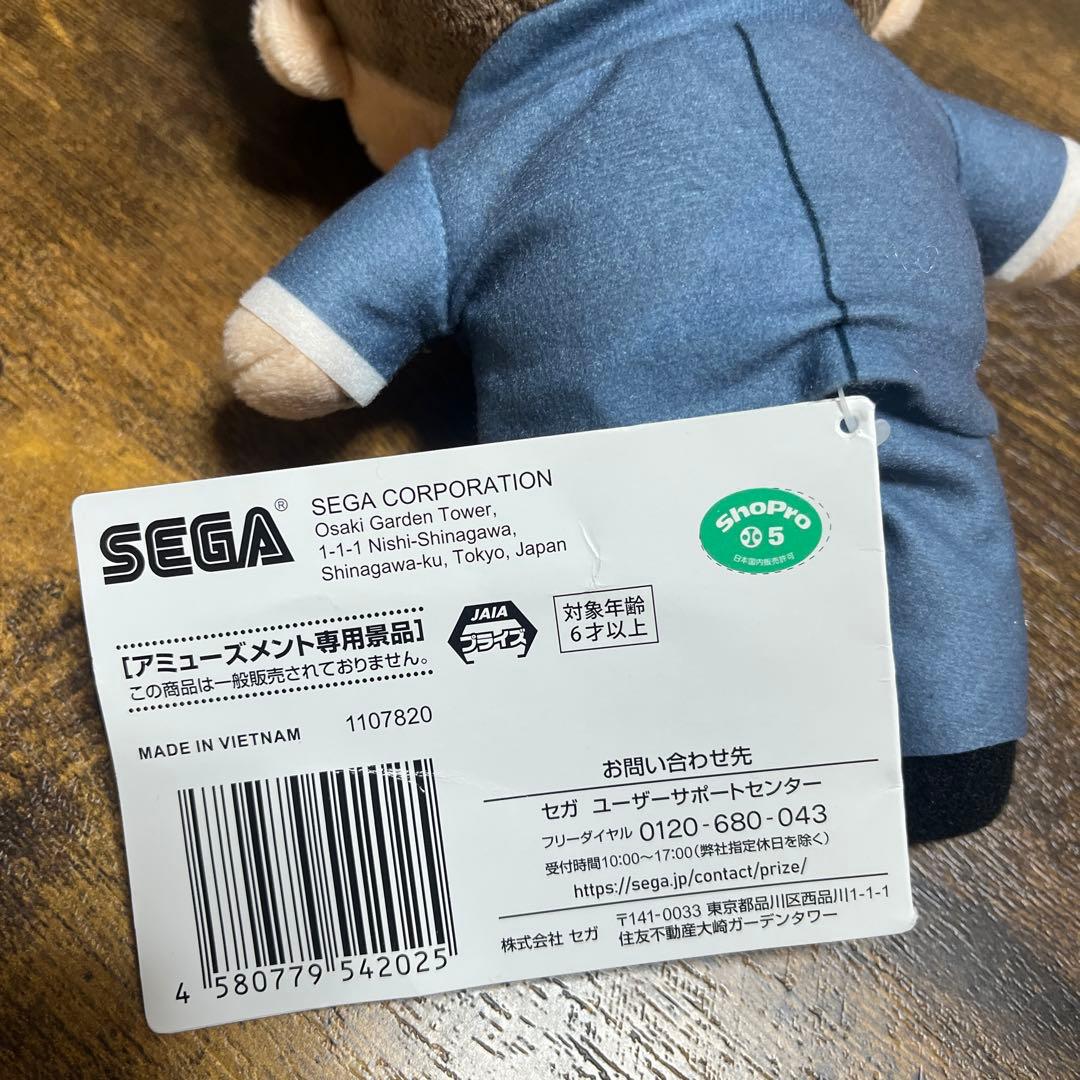 SEGA®
SEGA CORPORATION
Osaki Garden Tower,
1-1-1 Nishi-Shinagawa,
Shinagawa-ku, Tokyo, Japan
ShoPro
5
日本国内販売許可
[アミューズメント専用景品]
この商品は一般販売されておりません。
JAIA
プライズ
対象年齢
6才以上
MADE IN VIETNAM
1107820
4 580779 542025
お問い合わせ先
セガ ユーザーサポートセンター
フリーダイヤル 0120-680-043
受付時間10:00〜17:00(弊社指定休日を除く)
https://sega.jp/contact/prize/
株式会社 セガ
〒141-0033 東京都品川区西品川1-1-1
住友不動産大崎ガーデンタワー